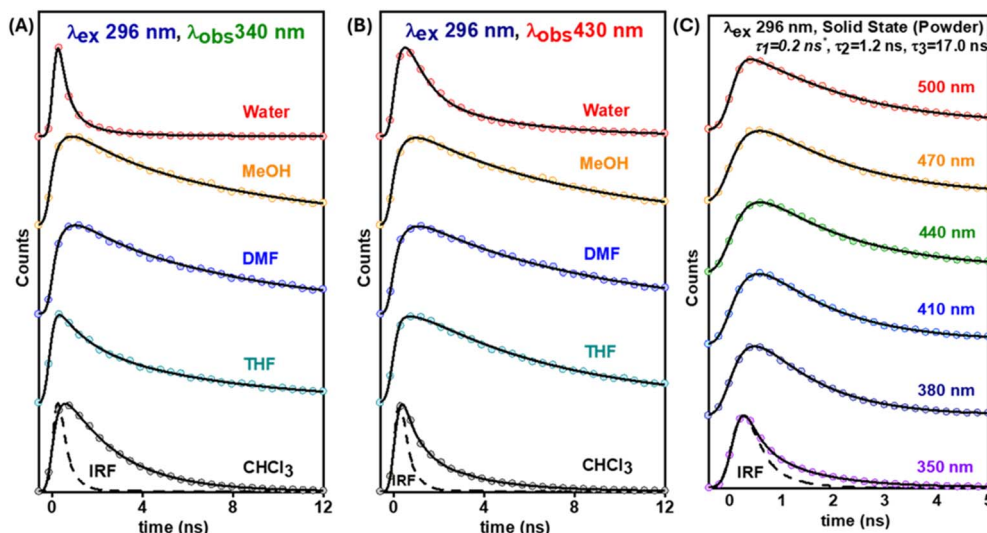 (A)
λex 296 nm, λobs340 nm
Water
MeOH
DMF
THF
CHCl3
IRF
Counts
0 4 8 12
time (ns)
(B)
λex 296 nm, λobs430 nm
Water
MeOH
DMF
THF
CHCl3
IRF
Counts
0 4 8 12
time (ns)
(C)
λex 296 nm, Solid State (Powder)
τ1=0.2 ns*, τ2=1.2 ns, τ3=17.0 ns
500 nm
470 nm
440 nm
410 nm
380 nm
350 nm
IRF
Counts
0 1 2 3 4 5
time (ns)